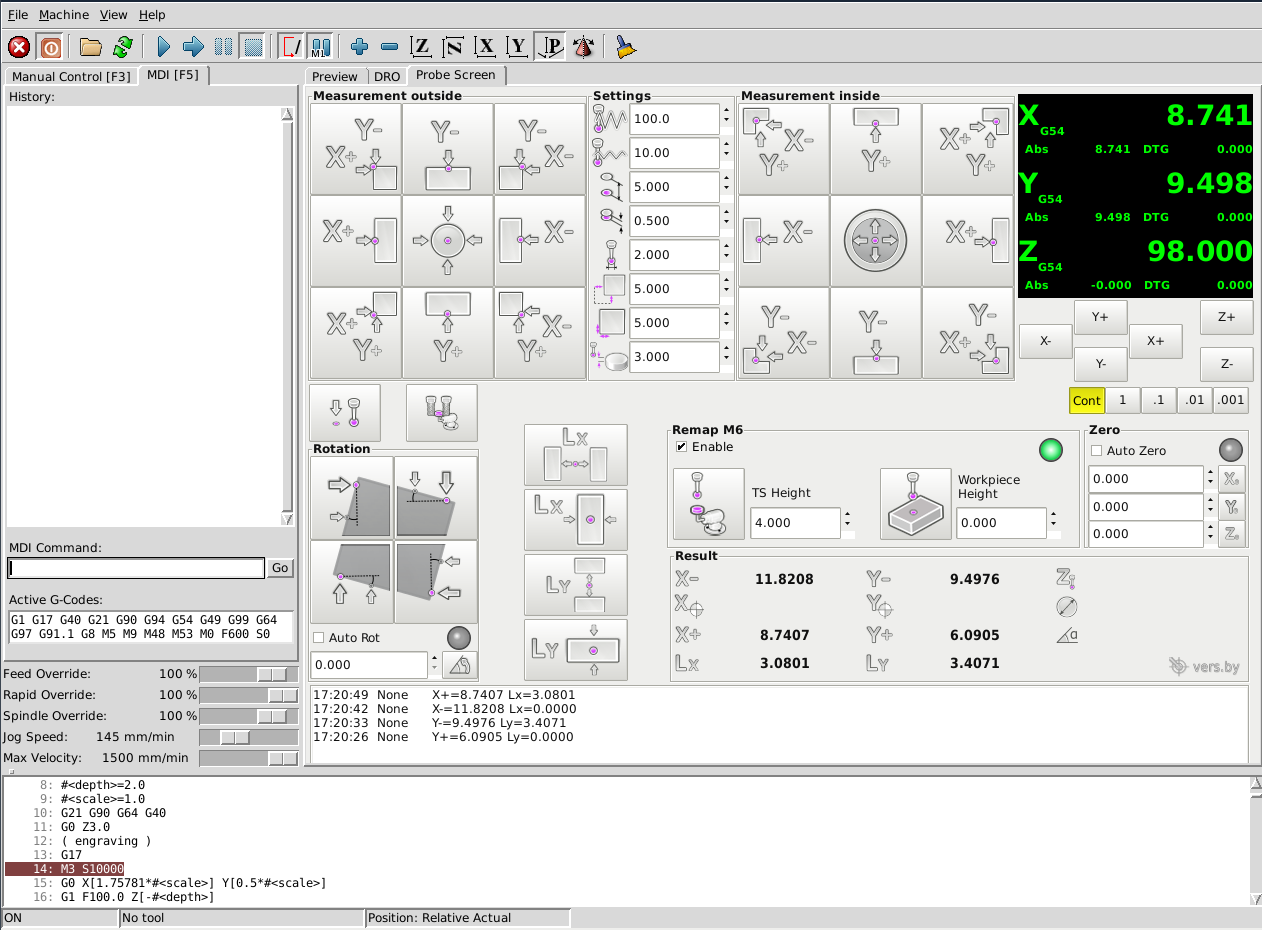 File Machine View Help
Manual Control [F3] MDI [F5] Preview DRO Probe Screen
History:
MDI Command:
Go
Active G-Codes:
G1 G17 G40 G21 G90 G94 G54 G49 G99 G64
G97 G91.1 G8 M5 M9 M48 M53 M0 F600 S0
Feed Override: 100 %
Rapid Override: 100 %
Spindle Override: 100 %
Jog Speed: 145 mm/min
Max Velocity: 1500 mm/min
Measurement outside
Y- Y- Y-
X+ X-
X+ X-
X+ X-
Y+ Y+ Y+
Settings
100.0
10.00
5.000
0.500
2.000
5.000
5.000
3.000
Measurement inside
X- X+
Y+ Y+ Y+
X- X+
Y- Y- Y-
X- X+
X G54 8.741
Abs 8.741 DTG 0.000
Y G54 9.498
Abs 9.498 DTG 0.000
Z G54 98.000
Abs -0.000 DTG 0.000
Y+ Z+
X- X+
Y- Z-
Cont 1 .1 .01 .001
Rotation
Auto Rot
0.000
Lx
Lx
Ly
Ly
Remap M6
Enable
TS Height
4.000
Workpiece
Height
0.000
Zero
Auto Zero
0.000 X₀
0.000 Y₀
0.000 Z₀
Result
X- 11.8208 Y- 9.4976 Z
X Y
X+ 8.7407 Y+ 6.0905 a
Lx 3.0801 Ly 3.4071
vers.by
17:20:49 None X+=8.7407 Lx=3.0801
17:20:42 None X-=11.8208 Lx=0.0000
17:20:33 None Y-=9.4976 Ly=3.4071
17:20:26 None Y+=6.0905 Ly=0.0000
8: #<depth>=2.0
9: #<scale>=1.0
10: G21 G90 G64 G40
11: G0 Z3.0
12: ( engraving )
13: G17
14: M3 S10000
15: G0 X[1.75781*#<scale>] Y[0.5*#<scale>]
16: G1 F100.0 Z[-#<depth>]
ON No tool Position: Relative Actual